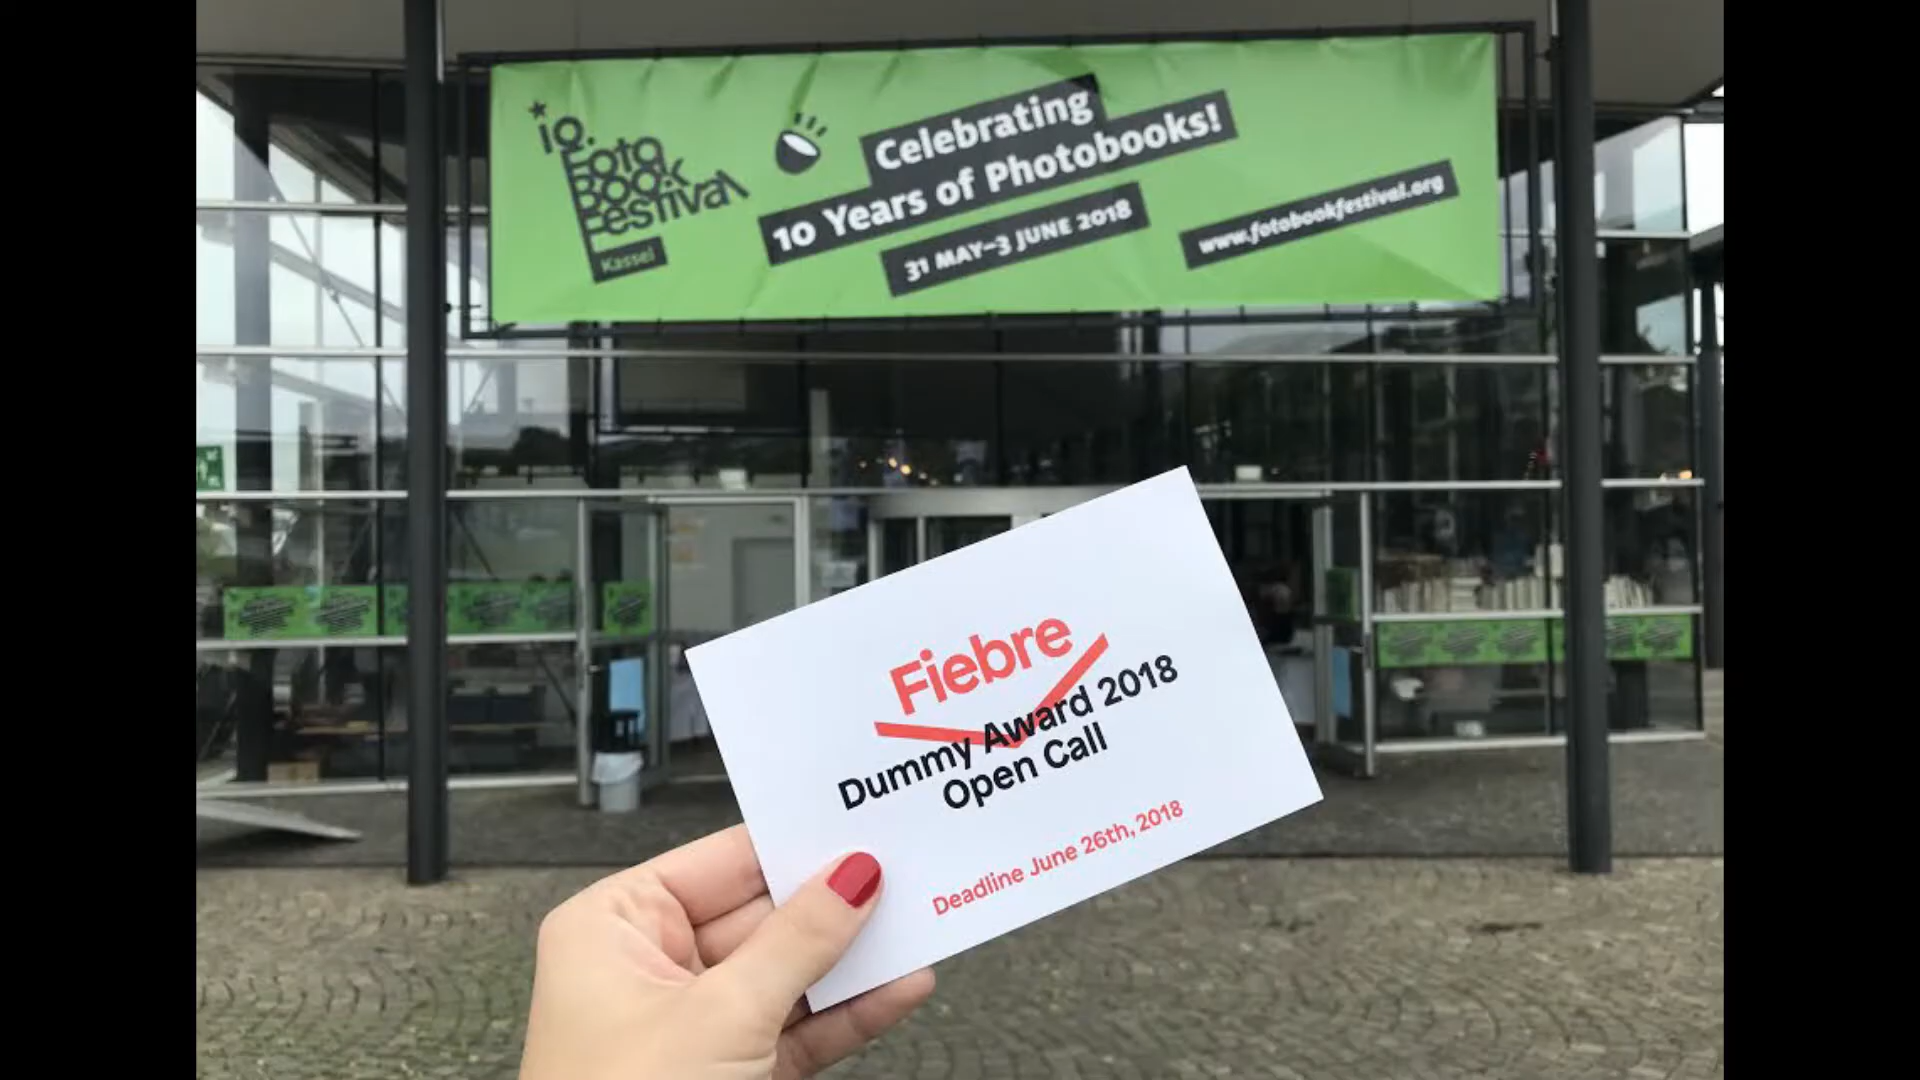 10.
Foto
Book
Festival
Kassel
Celebrating
10 Years of Photobooks!
31 MAY–3 JUNE 2018
www.fotobookfestival.org
Fiebre
Dummy Award 2018
Open Call
Deadline June 26th, 2018